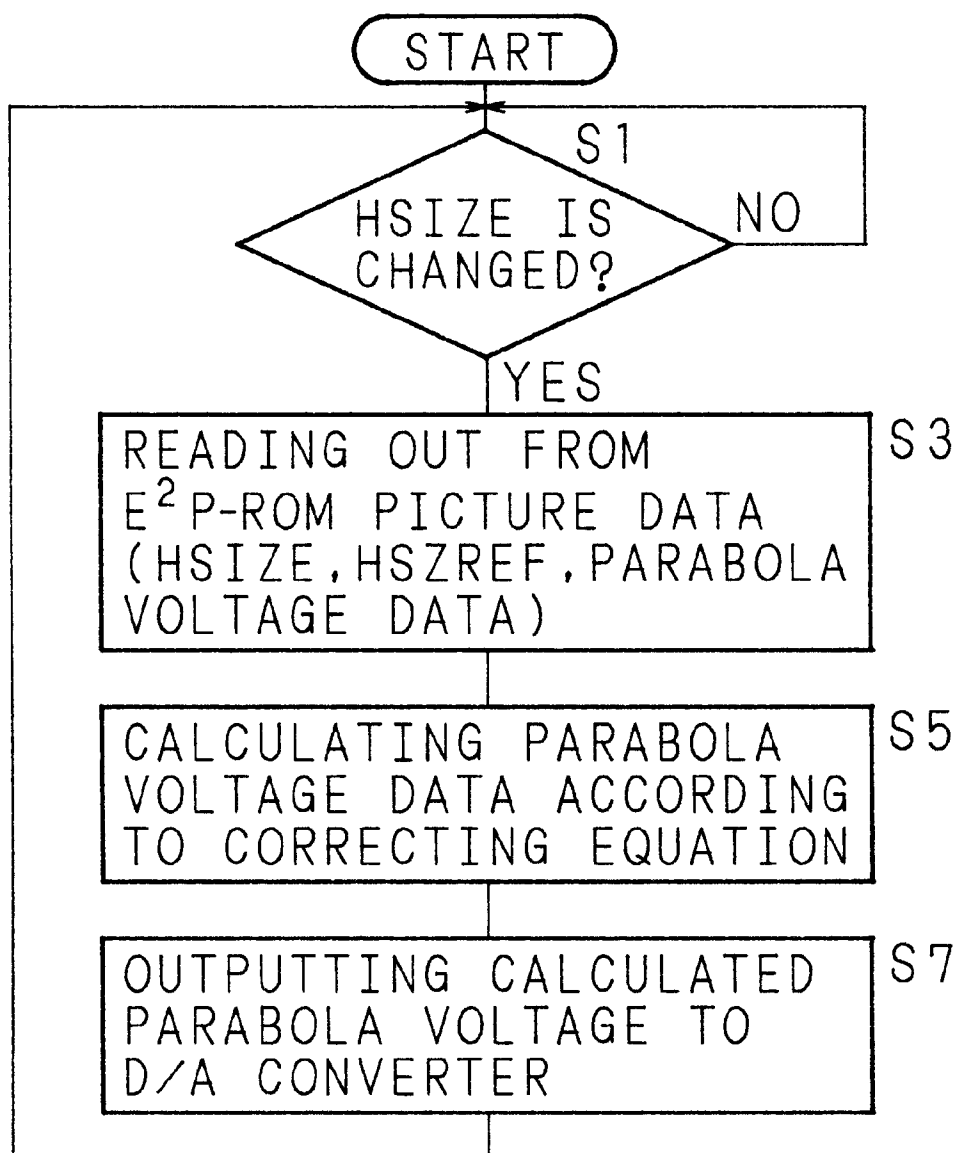 START
S1
HSIZE IS
CHANGED?
NO
YES
S3
READING OUT FROM
E²P-ROM PICTURE DATA
(HSIZE,HSZREF,PARABOLA
VOLTAGE DATA)
S5
CALCULATING PARABOLA
VOLTAGE DATA ACCORDING
TO CORRECTING EQUATION
S7
OUTPUTTING CALCULATED
PARABOLA VOLTAGE TO
D/A CONVERTER